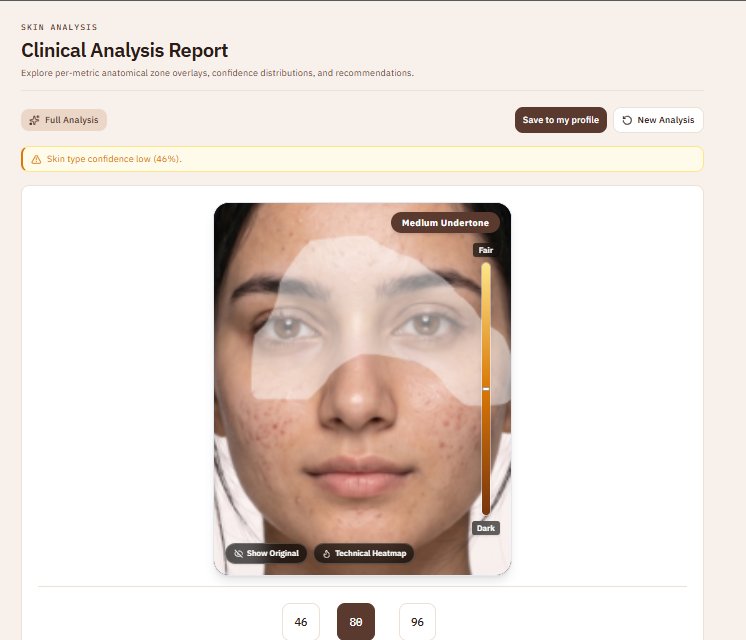 SKIN ANALYSIS
Clinical Analysis Report
Explore per-metric anatomical zone overlays, confidence distributions, and recommendations.
Full Analysis
Save to my profile
New Analysis
Skin type confidence low (46%).
Medium Undertone
Fair
Dark
Show Original
Technical Heatmap
46
80
96